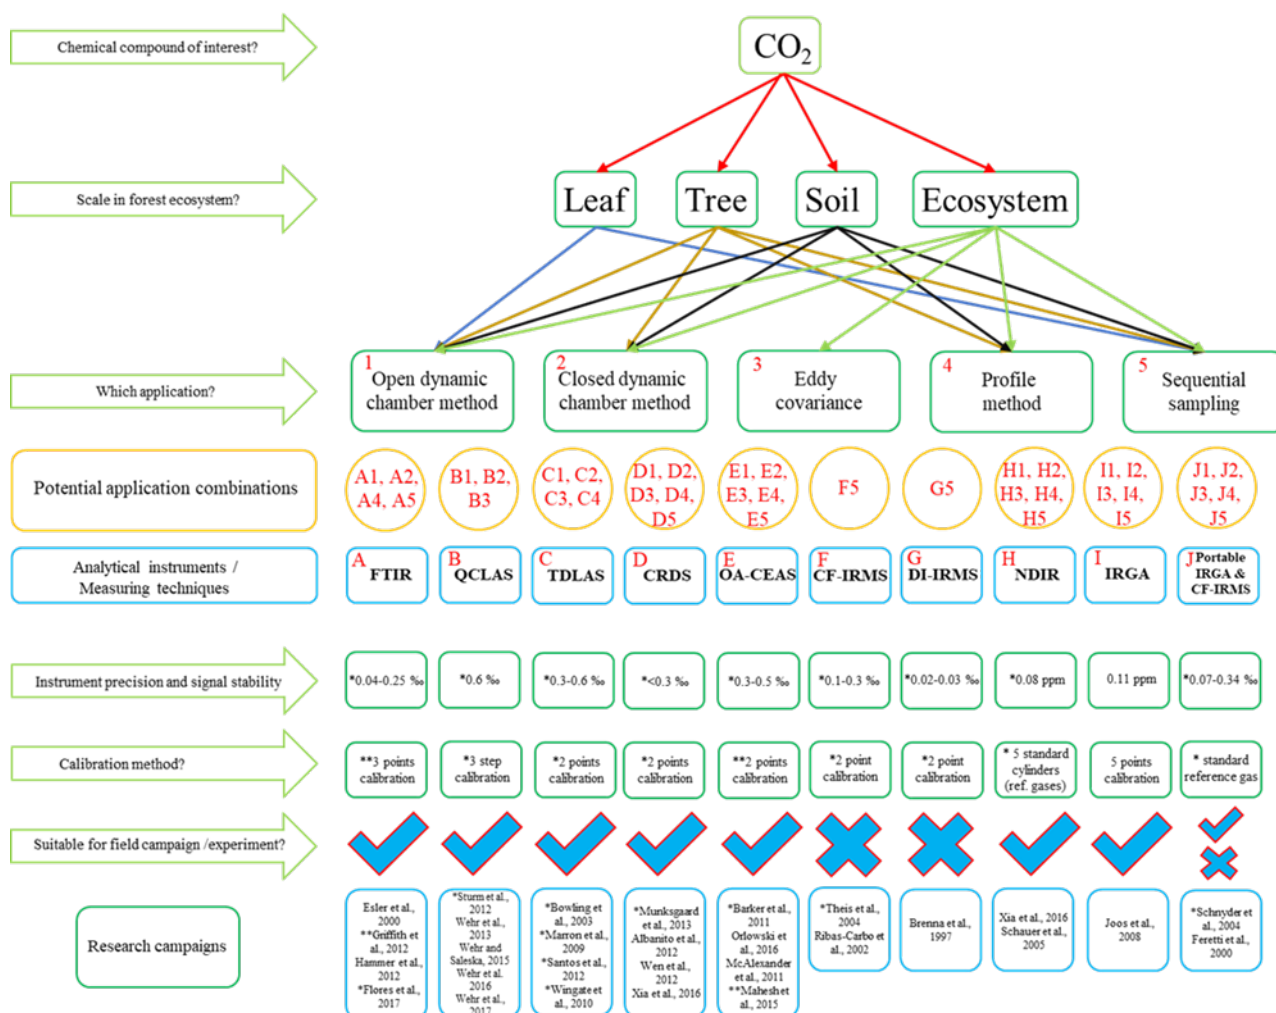 Chemical compound of interest?
CO₂
Scale in forest ecosystem?
Leaf
Tree
Soil
Ecosystem
Which application?
1
Open dynamic
chamber method
2
Closed dynamic
chamber method
3
Eddy
covariance
4
Profile
method
5
Sequential
sampling
Potential application combinations
A1, A2,
A4, A5
B1, B2,
B3
C1, C2,
C3, C4
D1, D2,
D3, D4,
D5
E1, E2,
E3, E4,
E5
F5
G5
H1, H2,
H3, H4,
H5
I1, I2,
I3, I4,
I5
J1, J2,
J3, J4,
J5
Analytical instruments /
Measuring techniques
A
FTIR
B
QCLAS
C
TDLAS
D
CRDS
E
OA-CEAS
F
CF-IRMS
G
DI-IRMS
H
NDIR
I
IRGA
J
Portable
IRGA &
CF-IRMS
Instrument precision and signal stability
*0.04-0.25 ‰
*0.6 ‰
*0.3-0.6 ‰
*<0.3 ‰
*0.3-0.5 ‰
*0.1-0.3 ‰
*0.02-0.03 ‰
*0.08 ppm
0.11 ppm
*0.07-0.34 ‰
Calibration method?
**3 points
calibration
*3 step
calibration
*2 points
calibration
*2 points
calibration
**2 points
calibration
*2 point
calibration
*2 point
calibration
* 5 standard
cylinders
(ref. gases)
5 points
calibration
* standard
reference gas
Suitable for field campaign /experiment?
Research campaigns
Esler et al.,
2000
**Griffith et
al., 2012
Hammer et al.,
2012
*Flores et al.,
2017
*Sturm et al.,
2012
Wehr et al.,
2013
Wehr and
Saleska, 2015
Wehr et al.
2016
Wehr et al.,
2017
*Bowling et
al., 2003
*Marron et al.,
2009
*Santos et al.,
2012
*Wingate et
al., 2010
*Munksgaard
et al., 2013
Albanito et al.,
2012
Wen et al.,
2012
Xia et al., 2016
*Barker et al.,
2011
Orlowski et al.,
2016
McAlexander
et al., 2011
**Mahesh et al.,
2015
*Theis et al.,
2004
Ribas-Carbo et
al., 2002
Brenna et al.,
1997
Xia et al., 2016
Schauer et al.,
2005
Joos et al.,
2008
*Schnyder et
al., 2004
Feretti et al.,
2000